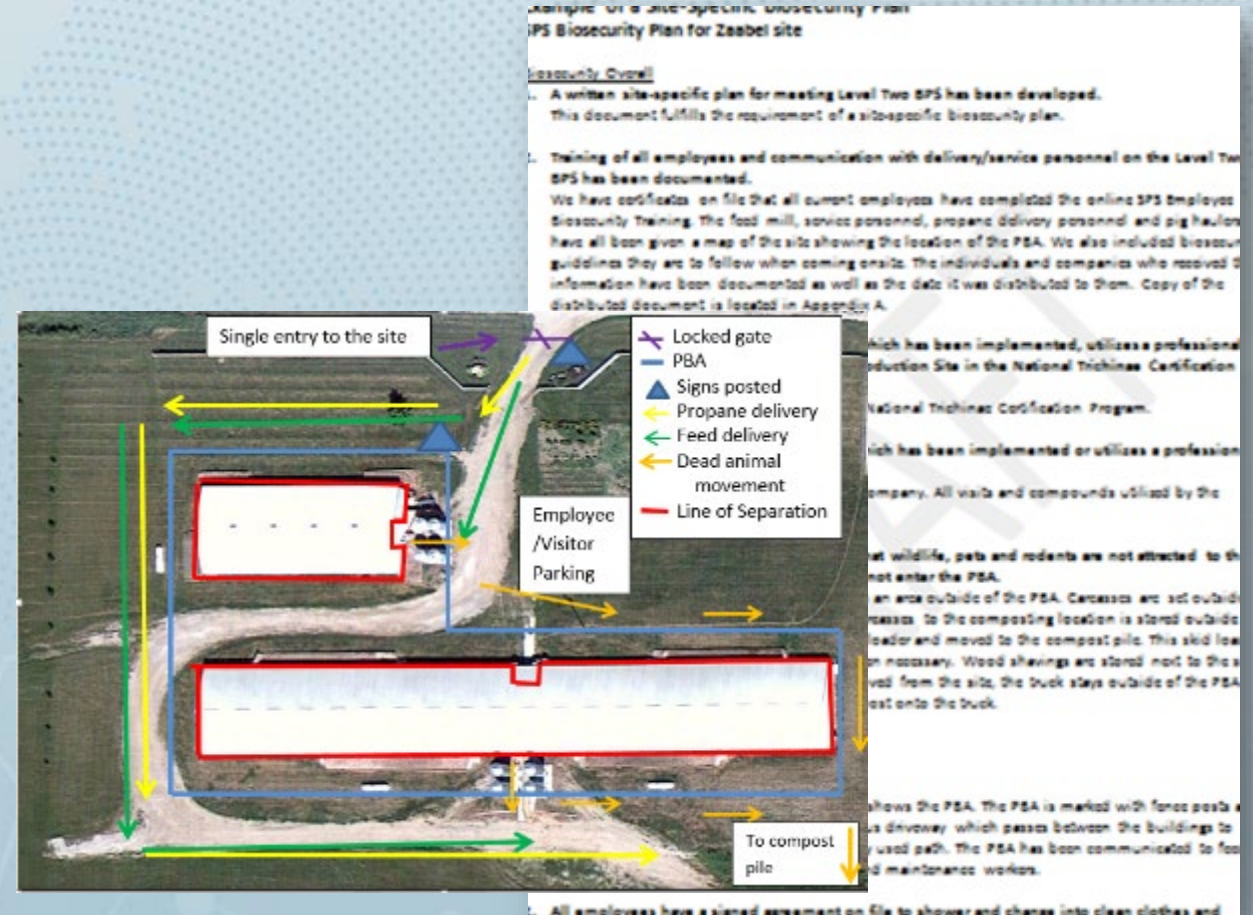 Example of a Site-Specific Biosecurity Plan
SPS Biosecurity Plan for Zaabel site
Biosecurity Overall
A written site-specific plan for meeting Level Two BPS has been developed.
This document fulfills the requirement of a site-specific biosecurity plan.
Training of all employees and communication with delivery/service personnel on the Level Tw
BPS has been documented.
We have certificates on file that all current employees have completed the online SPS Employee
Biosecurity Training. The feed mill, service personnel, propane delivery personnel and pig haulers
have all been given a map of the site showing the location of the PBA. We also included biosecur
guidelines they are to follow when coming onsite. The individuals and companies who received
information have been documented as well as the date it was distributed to them. Copy of the
distributed document is located in Appendix A.
hich has been implemented, utilizes a professional
oduction Site in the National Trichinae Certification
National Trichinae Certification Program.
ich has been implemented or utilizes a profession
ompany. All visits and compounds utilized by the
at wildlife, pets and rodents are not attracted to th
not enter the PBA.
an area outside of the PBA. Carcasses are set outside
rcasses to the composting location is stored outside
loader and moved to the compost pile. This skid loa
n necessary. Wood shavings are stored next to the s
ved from the site, the truck stays outside of the PBA
ost onto the truck.
shows the PBA. The PBA is marked with fence posts a
us driveway which passes between the buildings to
y used path. The PBA has been communicated to fee
nd maintenance workers.
All employees have a signed agreement on file to shower and change into clean clothes and
DRAFT
Single entry to the site
Locked gate
PBA
Signs posted
Propane delivery
Feed delivery
Dead animal
movement
Line of Separation
Employee
/Visitor
Parking
To compost
pile